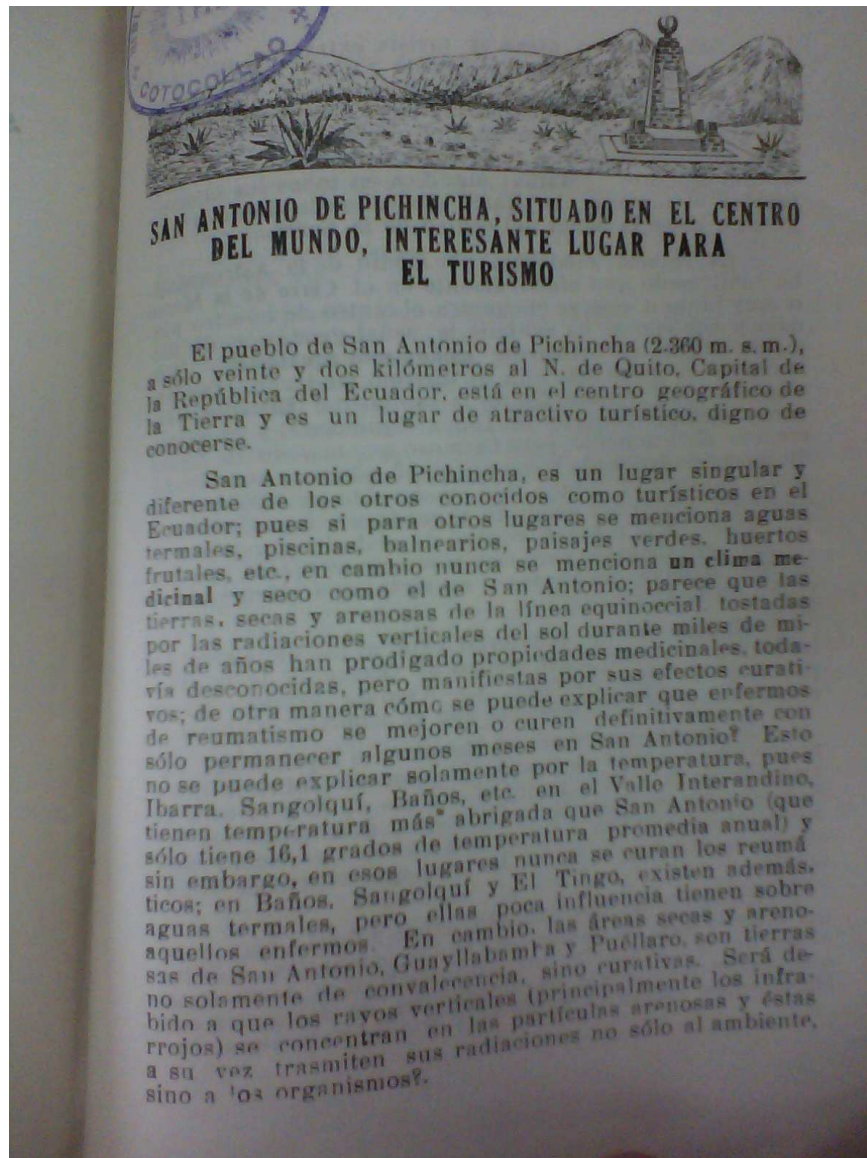 COTOCOLLAO
SAN ANTONIO DE PICHINCHA, SITUADO EN EL CENTRO
DEL MUNDO, INTERESANTE LUGAR PARA
EL TURISMO
El pueblo de San Antonio de Pichincha (2.360 m. s. m.),
a sólo veinte y dos kilómetros al N. de Quito, Capital de
la República del Ecuador, está en el centro geográfico de
la Tierra y es un lugar de atractivo turístico, digno de
conocerse.
San Antonio de Pichincha, es un lugar singular y
diferente de los otros conocidos como turísticos en el
Ecuador; pues si para otros lugares se menciona aguas
termales, piscinas, balnearios, paisajes verdes, huertos
frutales, etc., en cambio nunca se menciona un clima me-
dicinal y seco como el de San Antonio; parece que las
tierras, secas y arenosas de la línea equinoccial tostadas
por las radiaciones verticales del sol durante miles de mi-
les de años han prodigado propiedades medicinales, toda-
vía desconocidas, pero manifiestas por sus efectos curati-
vos; de otra manera cómo se puede explicar que enfermos
de reumatismo se mejoren o curen definitivamente con
sólo permanecer algunos meses en San Antonio? Esto
no se puede explicar solamente por la temperatura, pues
Ibarra, Sangolquí, Baños, etc. en el Valle Interandino,
tienen temperatura más abrigada que San Antonio (que
sólo tiene 16,1 grados de temperatura promedia anual) y
sin embargo, en esos lugares nunca se curan los reumá
ticos; en Baños, Sangolquí y El Tingo, existen además,
aguas termales, pero ellas poca influencia tienen sobre
aquellos enfermos. En cambio, las áreas secas y areno-
sas de San Antonio, Guayllabamba y Puéllaro, son tierras
no solamente de convalecencia, sino curativas. Será de-
bido a que los rayos verticales (principalmente los infra-
rrojos) se concentran en las partículas arenosas y éstas
a su vez trasmiten sus radiaciones no sólo al ambiente,
sino a los organismos?.